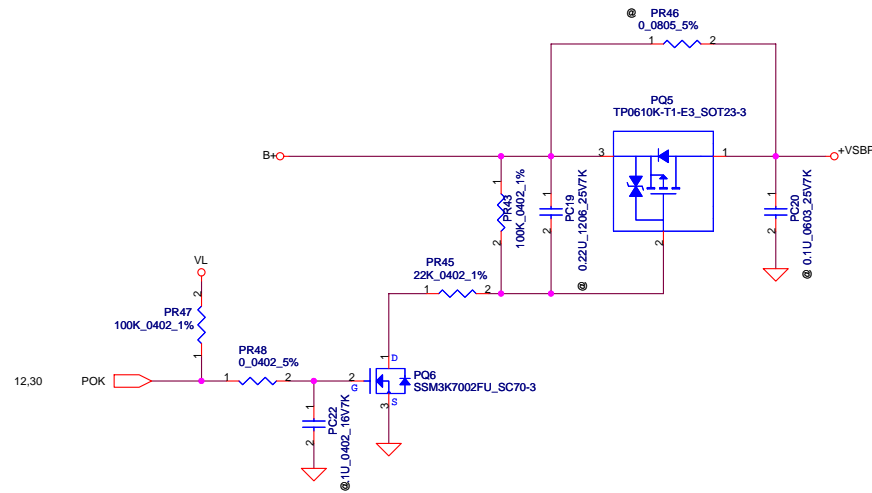 @ PR46
0_0805_5%
1 2
PQ5
TP0610K-T1-E3_SOT23-3
B+ 3 1 +VSBP
1
PR43
100K_0402_1%
2
1
PC19
@ 0.22U_1206_25V7K
2
2
1
PC20
@ 0.1U_0603_25V7K
2
PR45
22K_0402_1%
1 2
VL
2
PR47
100K_0402_1%
1
PR48
0_0402_5%
12,30 POK 1 2
1 D
2 G
PQ6
SSM3K7002FU_SC70-3
3 S
1
PC22
@.1U_0402_16V7K
2